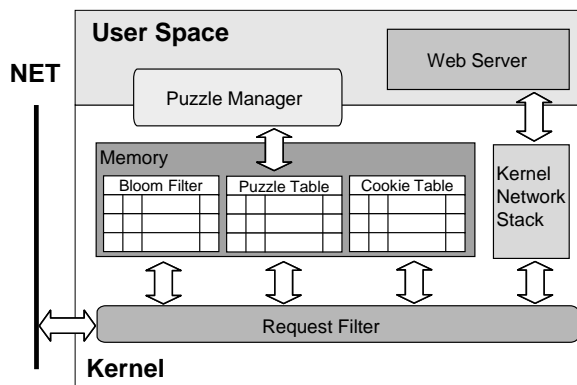 User Space
NET
Web Server
Puzzle Manager
Memory
Bloom Filter
Puzzle Table
Cookie Table
Kernel
Network
Stack
Request Filter
Kernel